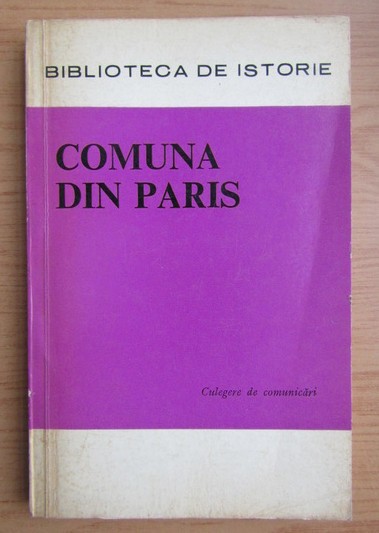 BIBLIOTECA DE ISTORIE
COMUNA
DIN PARIS
Culegere de comunicări